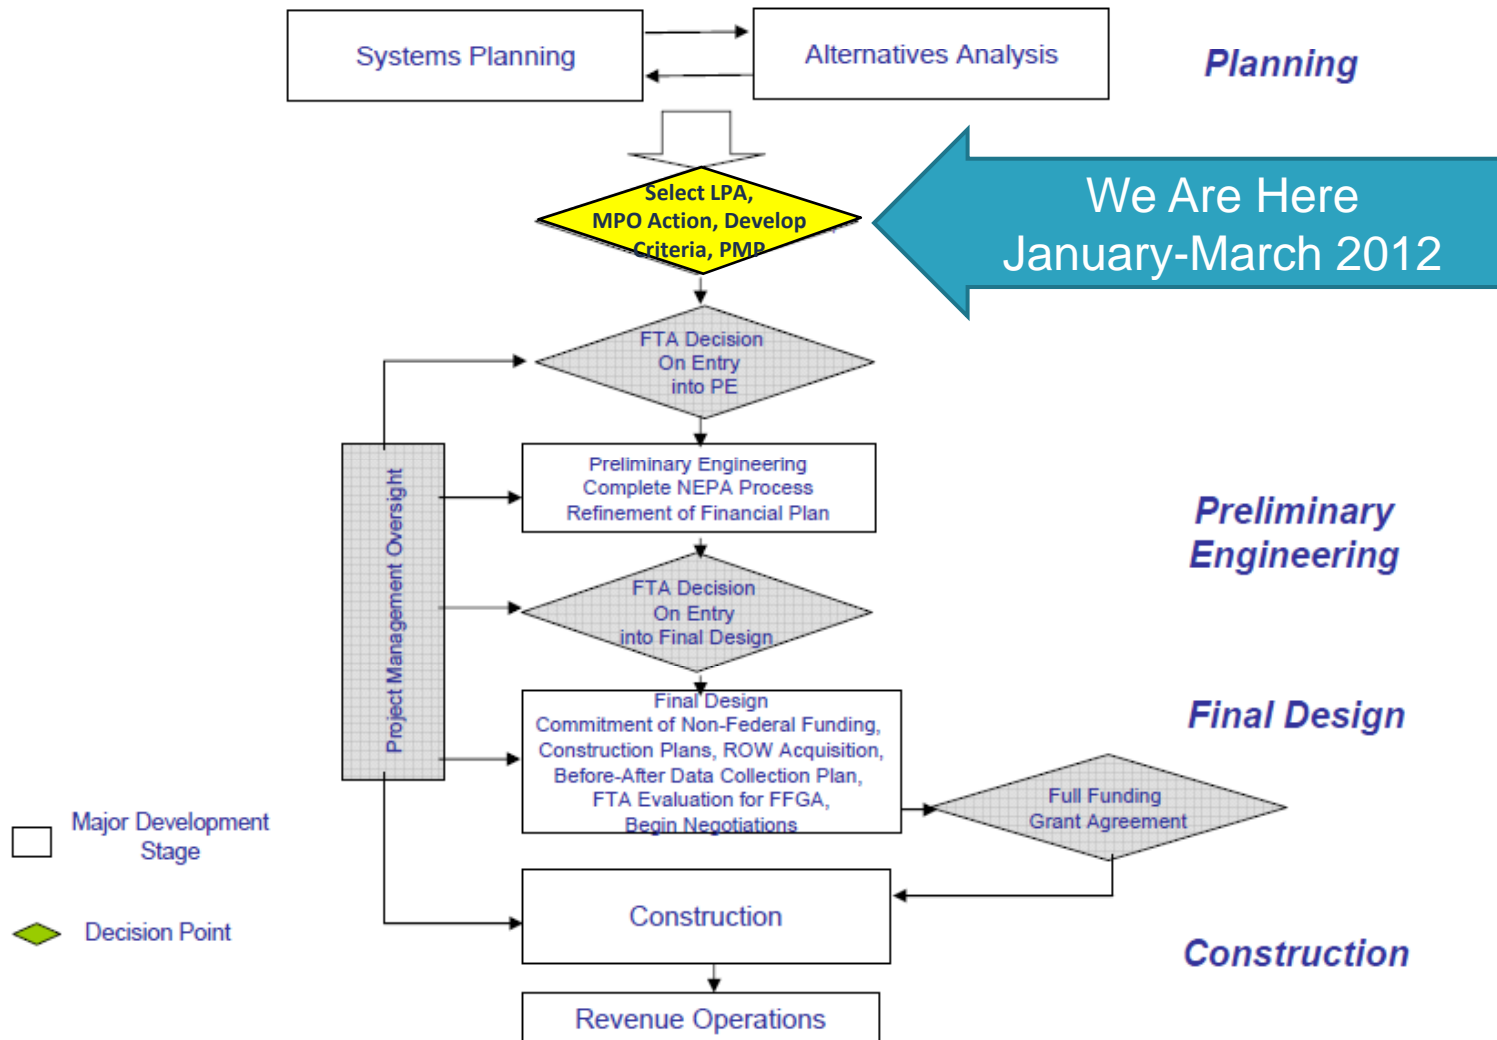 Systems Planning
Alternatives Analysis
Planning
Select LPA,
MPO Action, Develop
Criteria, PMP
We Are Here
January-March 2012
FTA Decision
On Entry
into PE
Project Management Oversight
Preliminary Engineering
Complete NEPA Process
Refinement of Financial Plan
Preliminary
Engineering
FTA Decision
On Entry
into Final Design
Final Design
Commitment of Non-Federal Funding,
Construction Plans, ROW Acquisition,
Before-After Data Collection Plan,
FTA Evaluation for FFGA,
Begin Negotiations
Final Design
Full Funding
Grant Agreement
Major Development
Stage
Decision Point
Construction
Construction
Revenue Operations